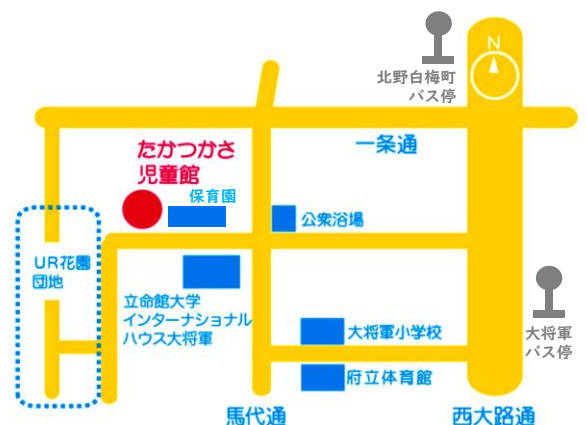 N
北野白梅町
バス停
一条通
たかつかさ
児童館
保育園
公衆浴場
UR花園
団地
立命館大学
インターナショナル
ハウス大将軍
大将軍小学校
大将軍
バス停
府立体育館
馬代通
西大路通